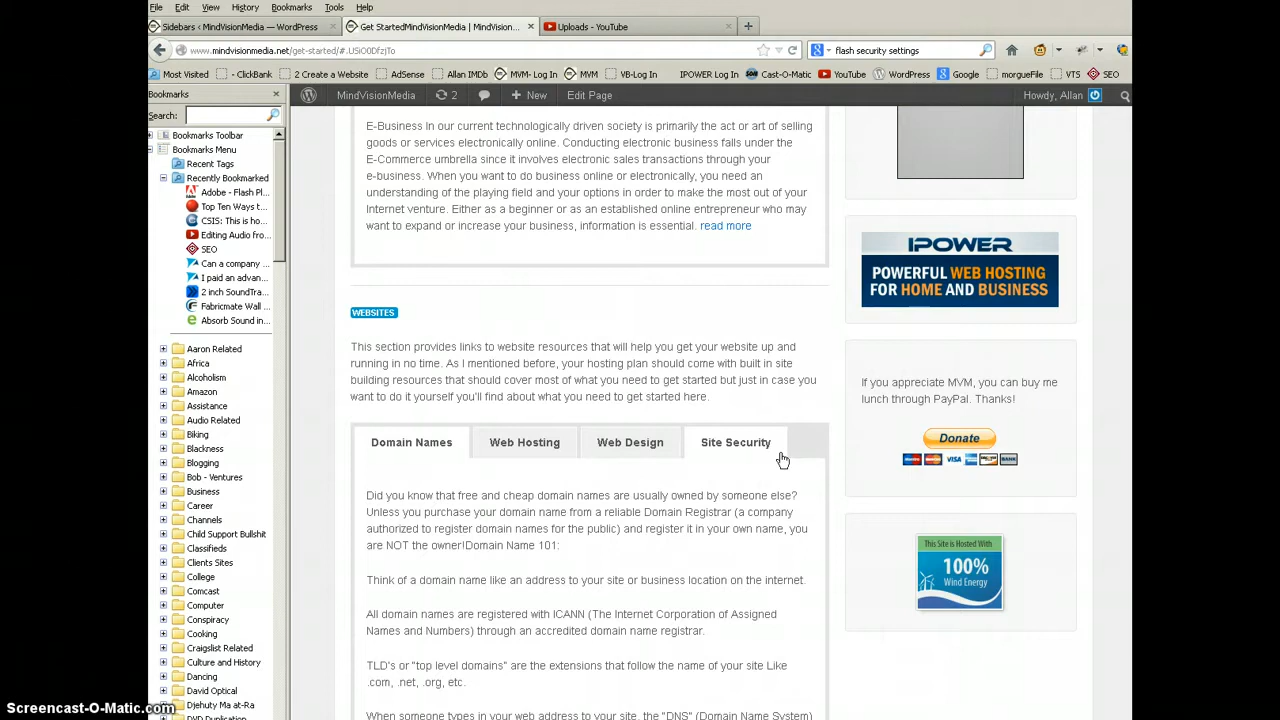 File Edit View History Bookmarks Tools Help
Sidebars ‹ MindVisionMedia — WordPress
Get StartedMindVisionMedia | MindVision...
Uploads - YouTube
www.mindvisionmedia.net/get-started/#.USiO0DfzjTo
flash security settings
Most Visited - ClickBank 2 Create a Website AdSense Allan IMDb MVM- Log In MVM VB-Log In IPOWER Log In Cast-O-Matic YouTube WordPress Google morgueFile VTS SEO
Bookmarks
Search:
Bookmarks Toolbar
Bookmarks Menu
Recent Tags
Recently Bookmarked
Adobe - Flash Pl...
Top Ten Ways t...
CSIS: This is ho...
Editing Audio fro...
SEO
Can a company ...
I paid an advan...
2 inch SoundTra...
Fabricmate Wall ...
Absorb Sound in...
Aaron Related
Africa
Alcoholism
Amazon
Assistance
Audio Related
Biking
Blackness
Blogging
Bob - Ventures
Business
Career
Channels
Child Support Bullshit
Classifieds
Clients Sites
College
Comcast
Computer
Conspiracy
Cooking
Craigslist Related
Culture and History
Dancing
David Optical
Djehuty Ma at-Ra
DVD Duplication
MindVisionMedia 2 New Edit Page Howdy, Allan
E-Business In our current technologically driven society is primarily the act or art of selling
goods or services electronically online. Conducting electronic business falls under the
E-Commerce umbrella since it involves electronic sales transactions through your
e-business. When you want to do business online or electronically, you need an
understanding of the playing field and your options in order to make the most out of your
Internet venture. Either as a beginner or as an established online entrepreneur who may
want to expand or increase your business, information is essential. read more
WEBSITES
This section provides links to website resources that will help you get your website up and
running in no time. As I mentioned before, your hosting plan should come with built in site
building resources that should cover most of what you need to get started but just in case you
want to do it yourself you'll find about what you need to get started here.
Domain Names Web Hosting Web Design Site Security
Did you know that free and cheap domain names are usually owned by someone else?
Unless you purchase your domain name from a reliable Domain Registrar (a company
authorized to register domain names for the public) and register it in your own name, you
are NOT the owner!Domain Name 101:
Think of a domain name like an address to your site or business location on the internet.
All domain names are registered with ICANN (The Internet Corporation of Assigned
Names and Numbers) through an accredited domain name registrar.
TLD's or "top level domains" are the extensions that follow the name of your site Like
.com, .net, .org, etc.
When someone types in your web address to your site, the "DNS" (Domain Name System)
IPOWER
POWERFUL WEB HOSTING
FOR HOME AND BUSINESS
If you appreciate MVM, you can buy me
lunch through PayPal. Thanks!
Donate
VISA
This Site is Hosted With
100%
Wind Energy
Screencast-O-Matic.com